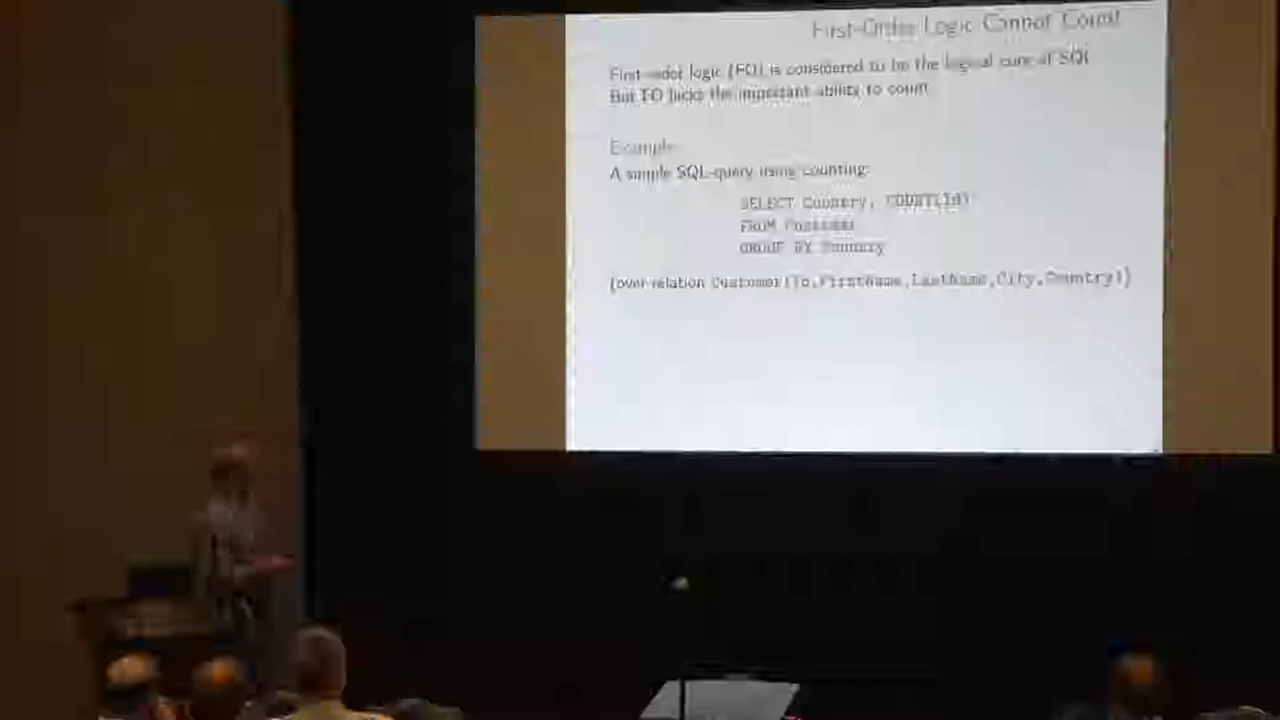 First-Order Logic Cannot Count
First-order logic (FO) is considered to be the logical core of SQL
But FO lacks the important ability to count
Example
A simple SQL-query using counting:
SELECT Country, COUNT(Id)
FROM Customer
GROUP BY Country
(over relation Customer(Id,FirstName,LastName,City,Country))